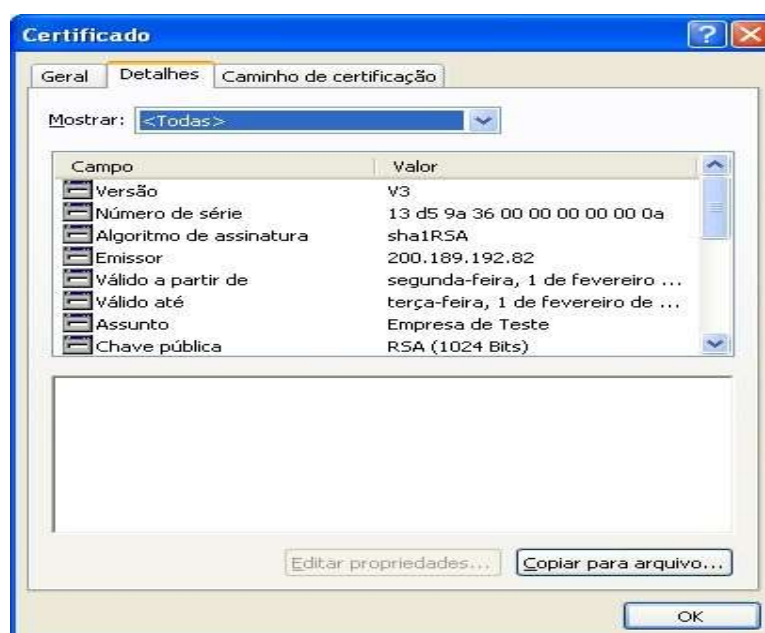 Certificado
Geral Detalhes Caminho de certificação
Mostrar: <Todas>
Campo Valor
Versão V3
Número de série 13 d5 9a 36 00 00 00 00 00 0a
Algoritmo de assinatura sha1RSA
Emissor 200.189.192.82
Válido a partir de segunda-feira, 1 de fevereiro ...
Válido até terça-feira, 1 de fevereiro de ...
Assunto Empresa de Teste
Chave pública RSA (1024 Bits)
Editar propriedades... Copiar para arquivo...
OK